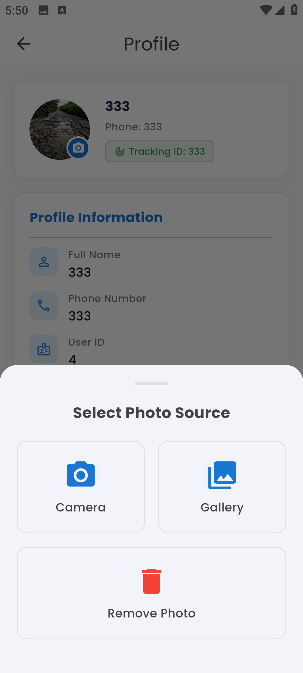 5:50
Profile
333
Phone: 333
Tracking ID: 333
Profile Information
Full Name
333
Phone Number
333
User ID
4
Select Photo Source
Camera
Gallery
Remove Photo